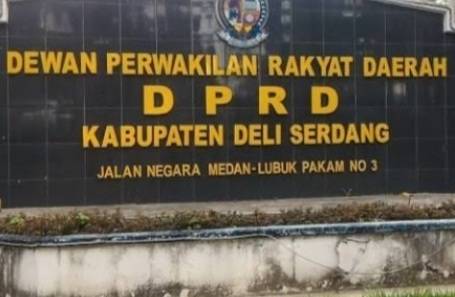 DEWAN PERWAKILAN RAKYAT DAERAH
DPRD
KABUPATEN DELI SERDANG
JALAN NEGARA MEDAN-LUBUK PAKAM NO 3